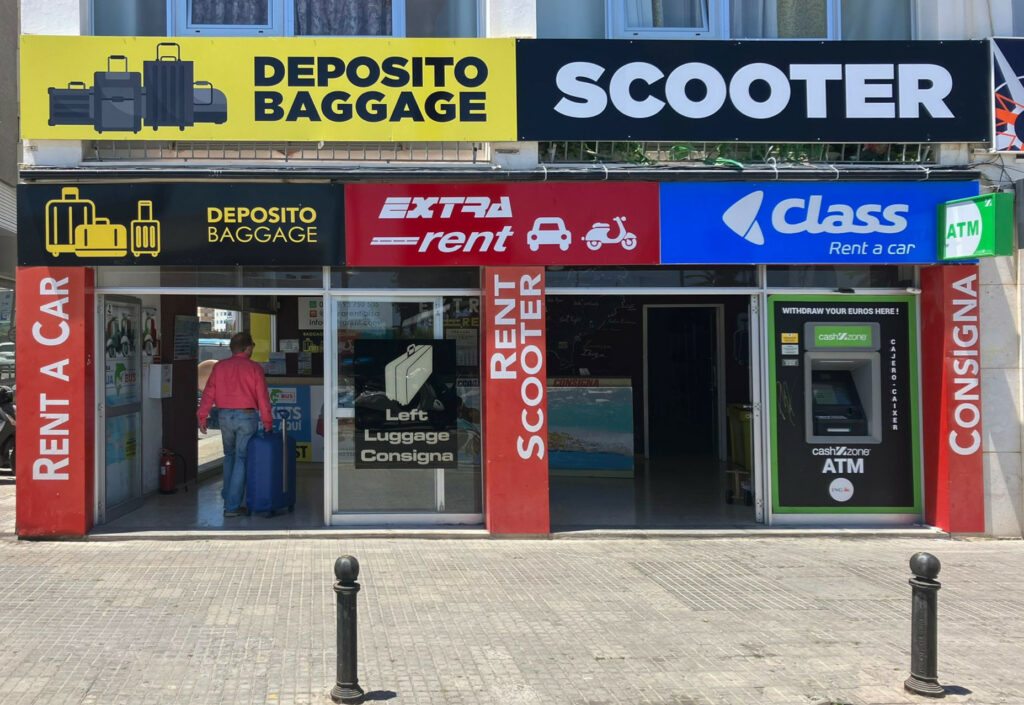 DEPOSITO
BAGGAGE
SCOOTER
DEPOSITO
BAGGAGE
EXTRA
rent
Class
Rent a car
ATM
RENT A CAR
Left
Luggage
Consigna
RENT
SCOOTER
CONSIGNA
WITHDRAW YOUR EUROS HERE !
cashzone
CAJERO-CAIXER
cashzone
ATM
CONSIGNA